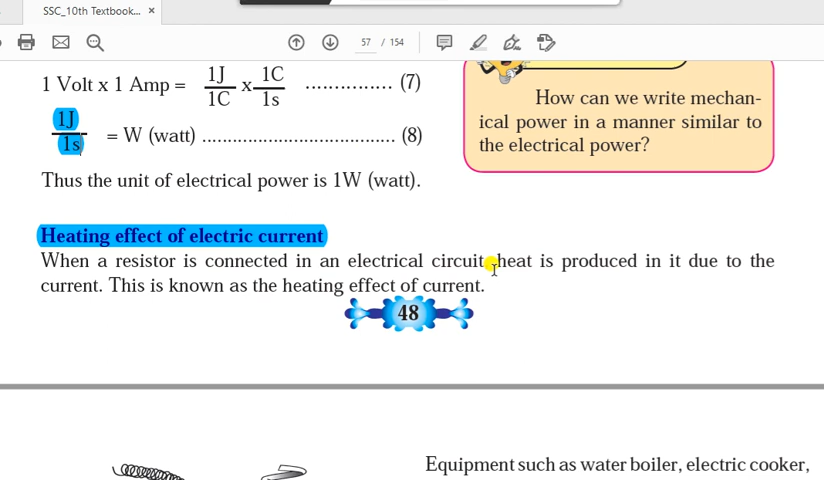 SSC_10th Textbook... ×
57 / 154
1 Volt x 1 Amp = 1J/1C x 1C/1s ............... (7)
1J/1s = W (watt) ..................................... (8)
Thus the unit of electrical power is 1W (watt).
How can we write mechan-
ical power in a manner similar to
the electrical power?
Heating effect of electric current
When a resistor is connected in an electrical circuit heat is produced in it due to the
current. This is known as the heating effect of current.
48
Equipment such as water boiler, electric cooker,